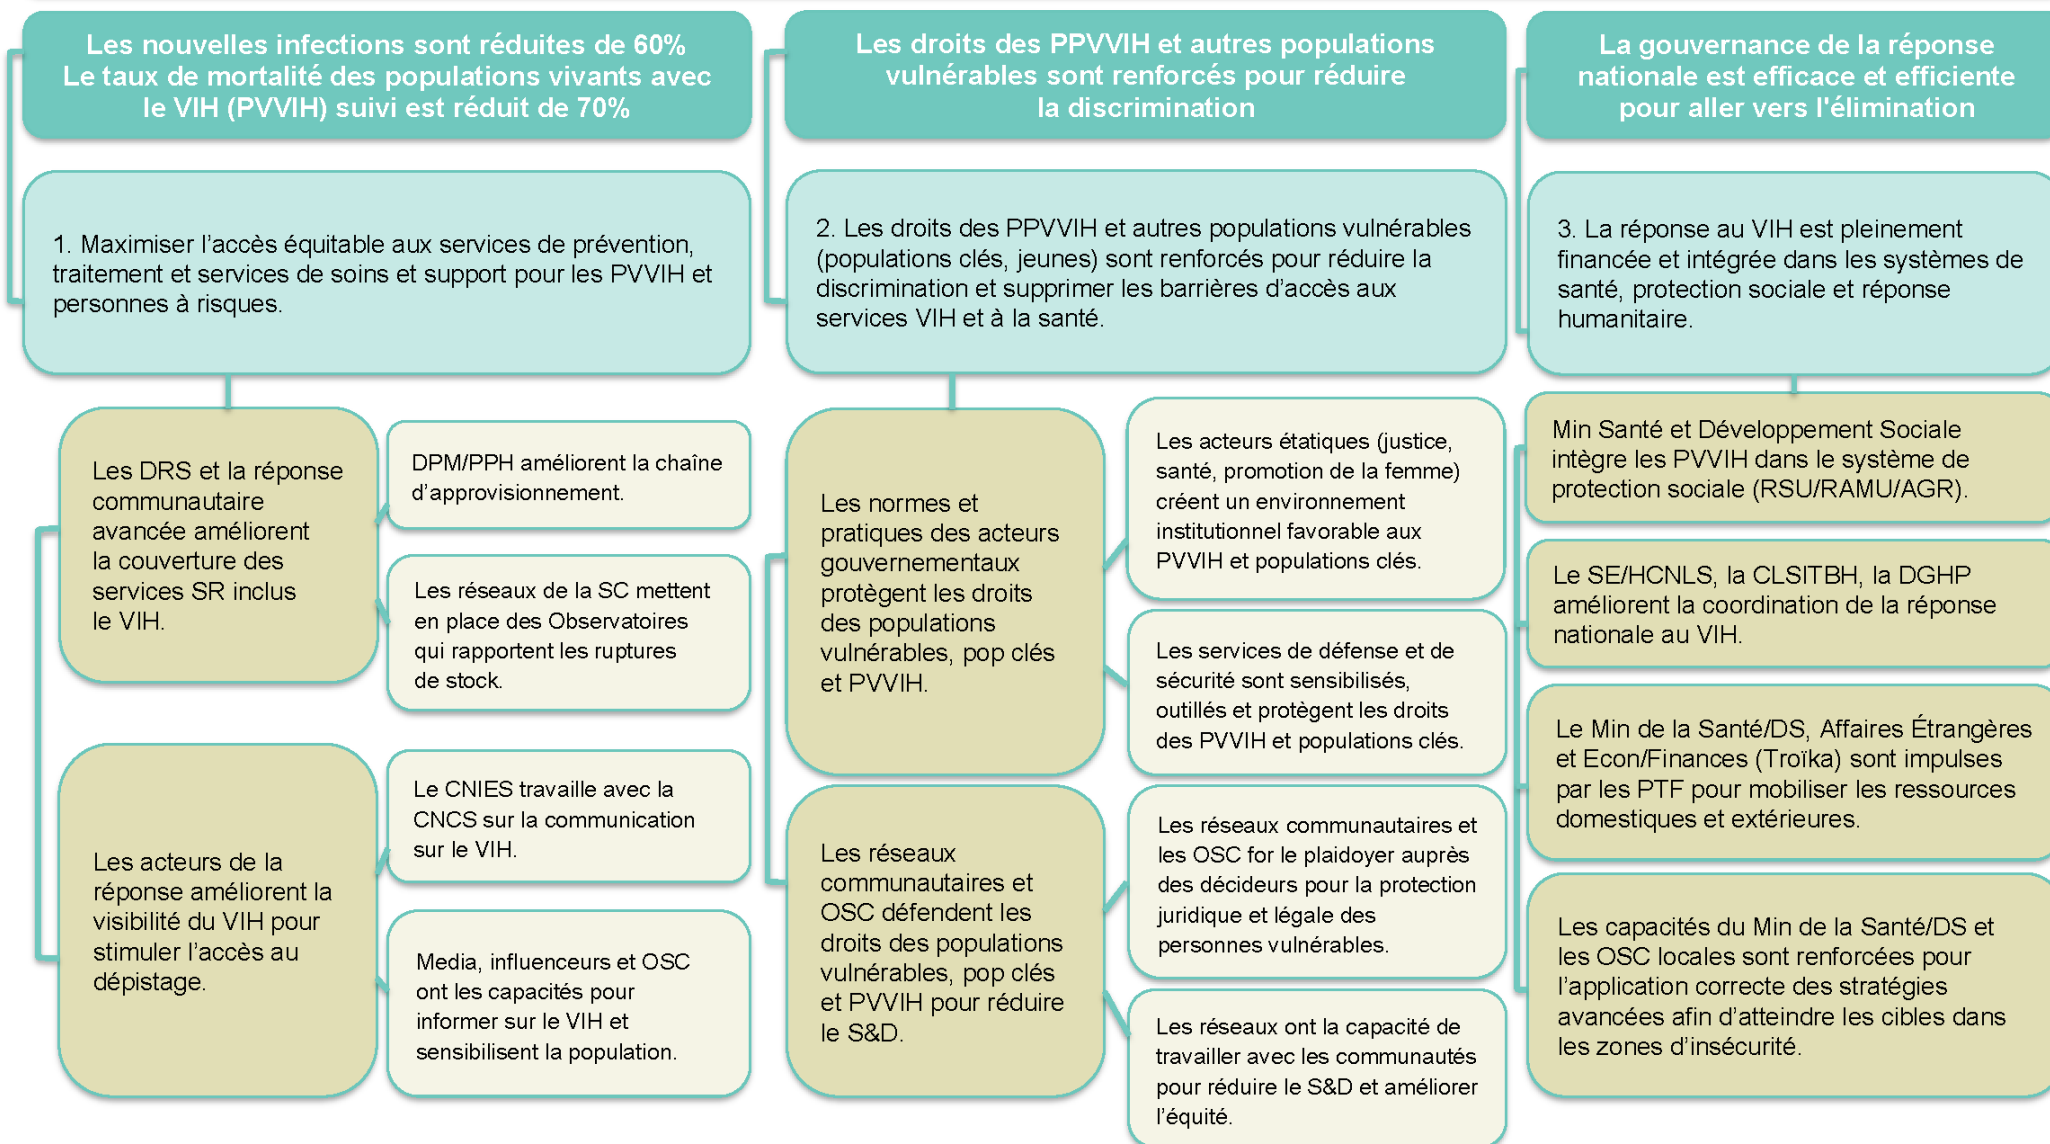 Les nouvelles infections sont réduites de 60%
Le taux de mortalité des populations vivants avec
le VIH (PVVIH) suivi est réduit de 70%
1. Maximiser l'accès équitable aux services de prévention,
traitement et services de soins et support pour les PVVIH et
personnes à risques.
Les DRS et la réponse
communautaire
avancée améliorent
la couverture des
services SR inclus
le VIH.
DPM/PPH améliorent la chaîne
d'approvisionnement.
Les réseaux de la SC mettent
en place des Observatoires
qui rapportent les ruptures
de stock.
Les acteurs de la
réponse améliorent la
visibilité du VIH pour
stimuler l'accès au
dépistage.
Le CNIES travaille avec la
CNCS sur la communication
sur le VIH.
Media, influenceurs et OSC
ont les capacités pour
informer sur le VIH et
sensibilisent la population.
Les droits des PPVVIH et autres populations
vulnérables sont renforcés pour réduire
la discrimination
2. Les droits des PPVVIH et autres populations vulnérables
(populations clés, jeunes) sont renforcés pour réduire la
discrimination et supprimer les barrières d'accès aux
services VIH et à la santé.
Les normes et
pratiques des acteurs
gouvernementaux
protègent les droits
des populations
vulnérables, pop clés
et PVVIH.
Les acteurs étatiques (justice,
santé, promotion de la femme)
créent un environnement
institutionnel favorable aux
PVVIH et populations clés.
Les services de défense et de
sécurité sont sensibilisés,
outillés et protègent les droits
des PVVIH et populations clés.
Les réseaux
communautaires et
OSC défendent les
droits des populations
vulnérables, pop clés
et PVVIH pour réduire
le S&D.
Les réseaux communautaires et
les OSC for le plaidoyer auprès
des décideurs pour la protection
juridique et légale des
personnes vulnérables.
Les réseaux ont la capacité de
travailler avec les communautés
pour réduire le S&D et améliorer
l'équité.
La gouvernance de la réponse
nationale est efficace et efficiente
pour aller vers l'élimination
3. La réponse au VIH est pleinement
financée et intégrée dans les systèmes de
santé, protection sociale et réponse
humanitaire.
Min Santé et Développement Sociale
intègre les PVVIH dans le système de
protection sociale (RSU/RAMU/AGR).
Le SE/HCNLS, la CLSITBH, la DGHP
améliorent la coordination de la réponse
nationale au VIH.
Le Min de la Santé/DS, Affaires Étrangères
et Econ/Finances (Troïka) sont impulses
par les PTF pour mobiliser les ressources
domestiques et extérieures.
Les capacités du Min de la Santé/DS et
les OSC locales sont renforcées pour
l'application correcte des stratégies
avancées afin d'atteindre les cibles dans
les zones d'insécurité.